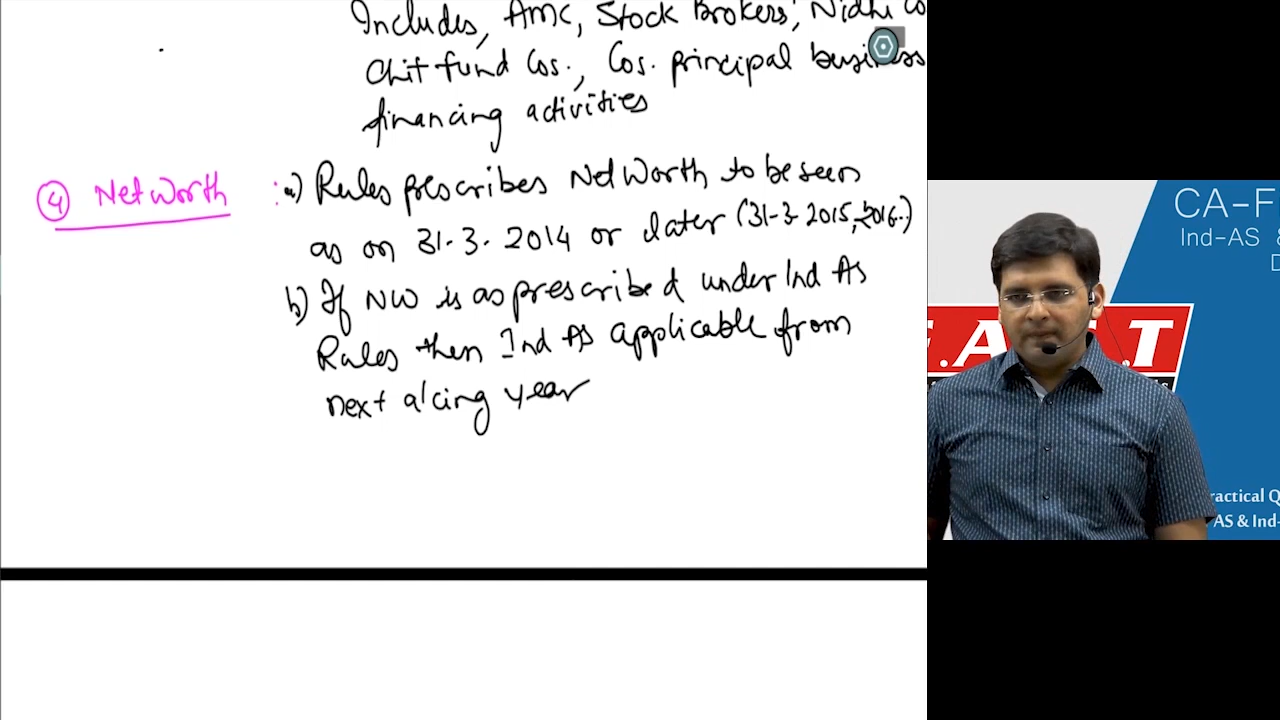 Includes, AMC, Stock Brokers, Nidhi Co
Chit fund Cos., Cos. principal business
financing activities
④ Networth : a) Rules prescribes Net Worth to be seen
as on 31-3-2014 or later (31-3-2015, 2016.)
b) If NW is as prescribed under Ind As
Rules then Ind As applicable from
next a/cing year
CA-F
Ind-AS &
D
F.A.S.T
ractical Q
AS & Ind-